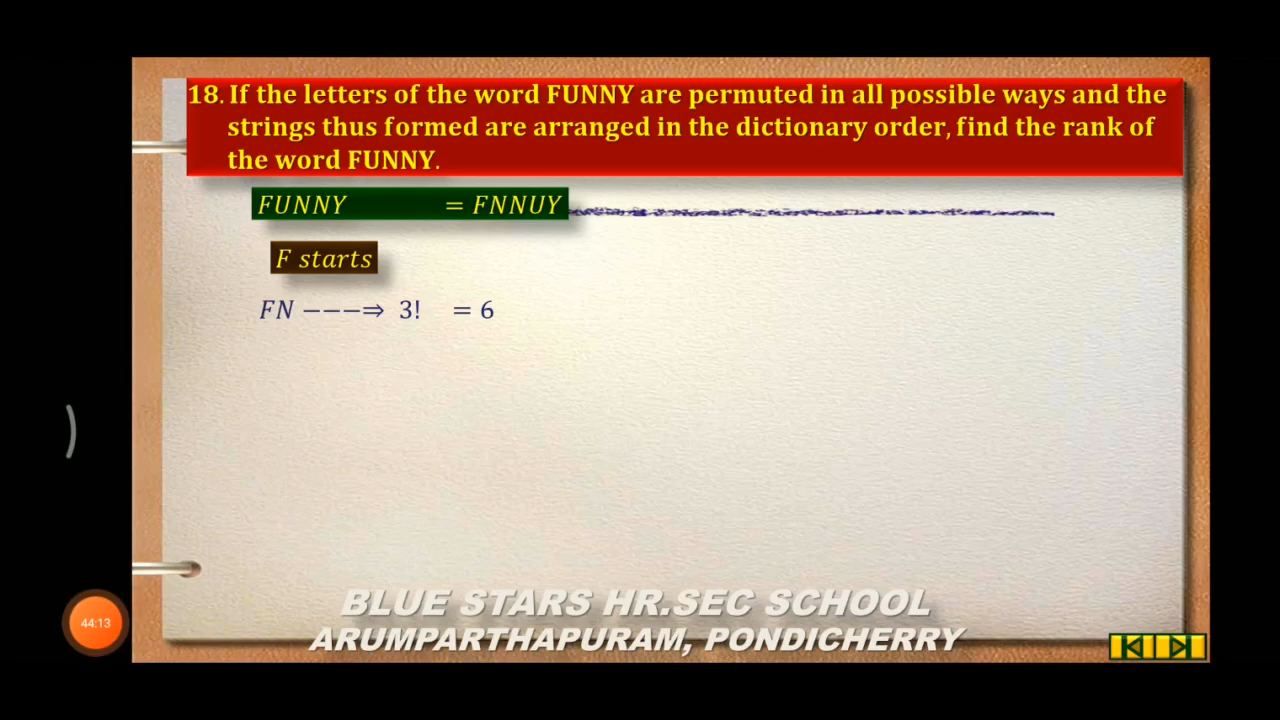 18. If the letters of the word FUNNY are permuted in all possible ways and the
strings thus formed are arranged in the dictionary order, find the rank of
the word FUNNY.
FUNNY = FNNUY
F starts
FN −−−⇒ 3! = 6
44:13
BLUE STARS HR.SEC SCHOOL
ARUMPARTHAPURAM, PONDICHERRY